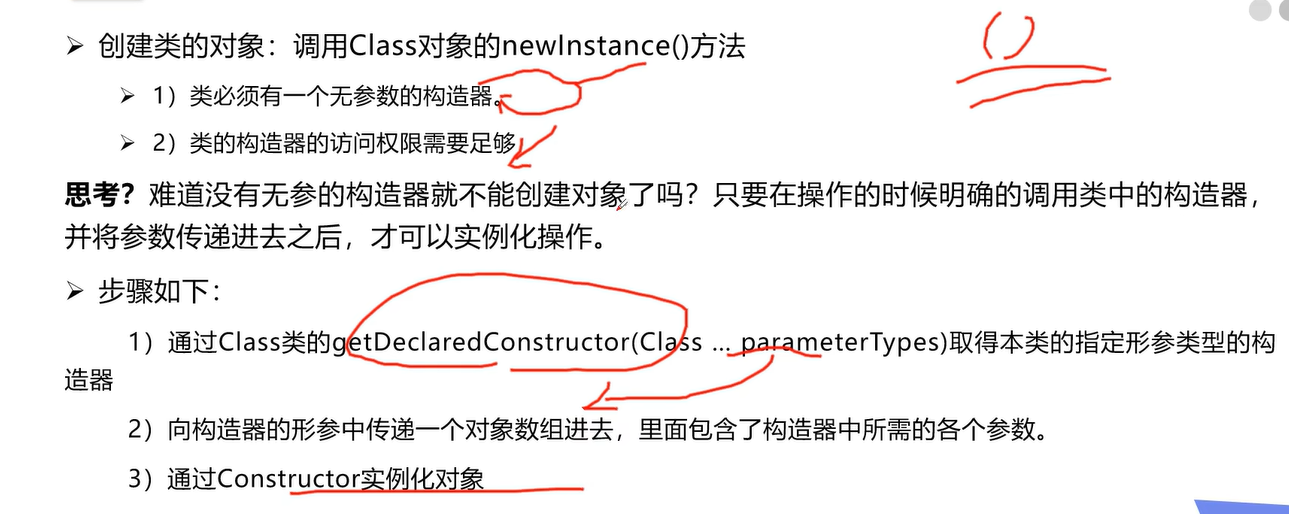 创建类的对象：调用Class对象的newInstance()方法
1）类必须有一个无参数的构造器。
2）类的构造器的访问权限需要足够
思考？难道没有无参的构造器就不能创建对象了吗？只要在操作的时候明确的调用类中的构造器，
并将参数传递进去之后，才可以实例化操作。
步骤如下：
1）通过Class类的getDeclaredConstructor(Class … parameterTypes)取得本类的指定形参类型的构
造器
2）向构造器的形参中传递一个对象数组进去，里面包含了构造器中所需的各个参数。
3）通过Constructor实例化对象
()